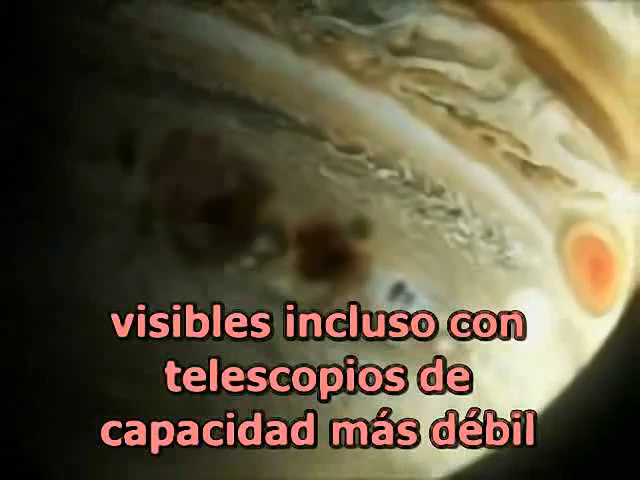 visibles incluso con
telescopios de
capacidad más débil